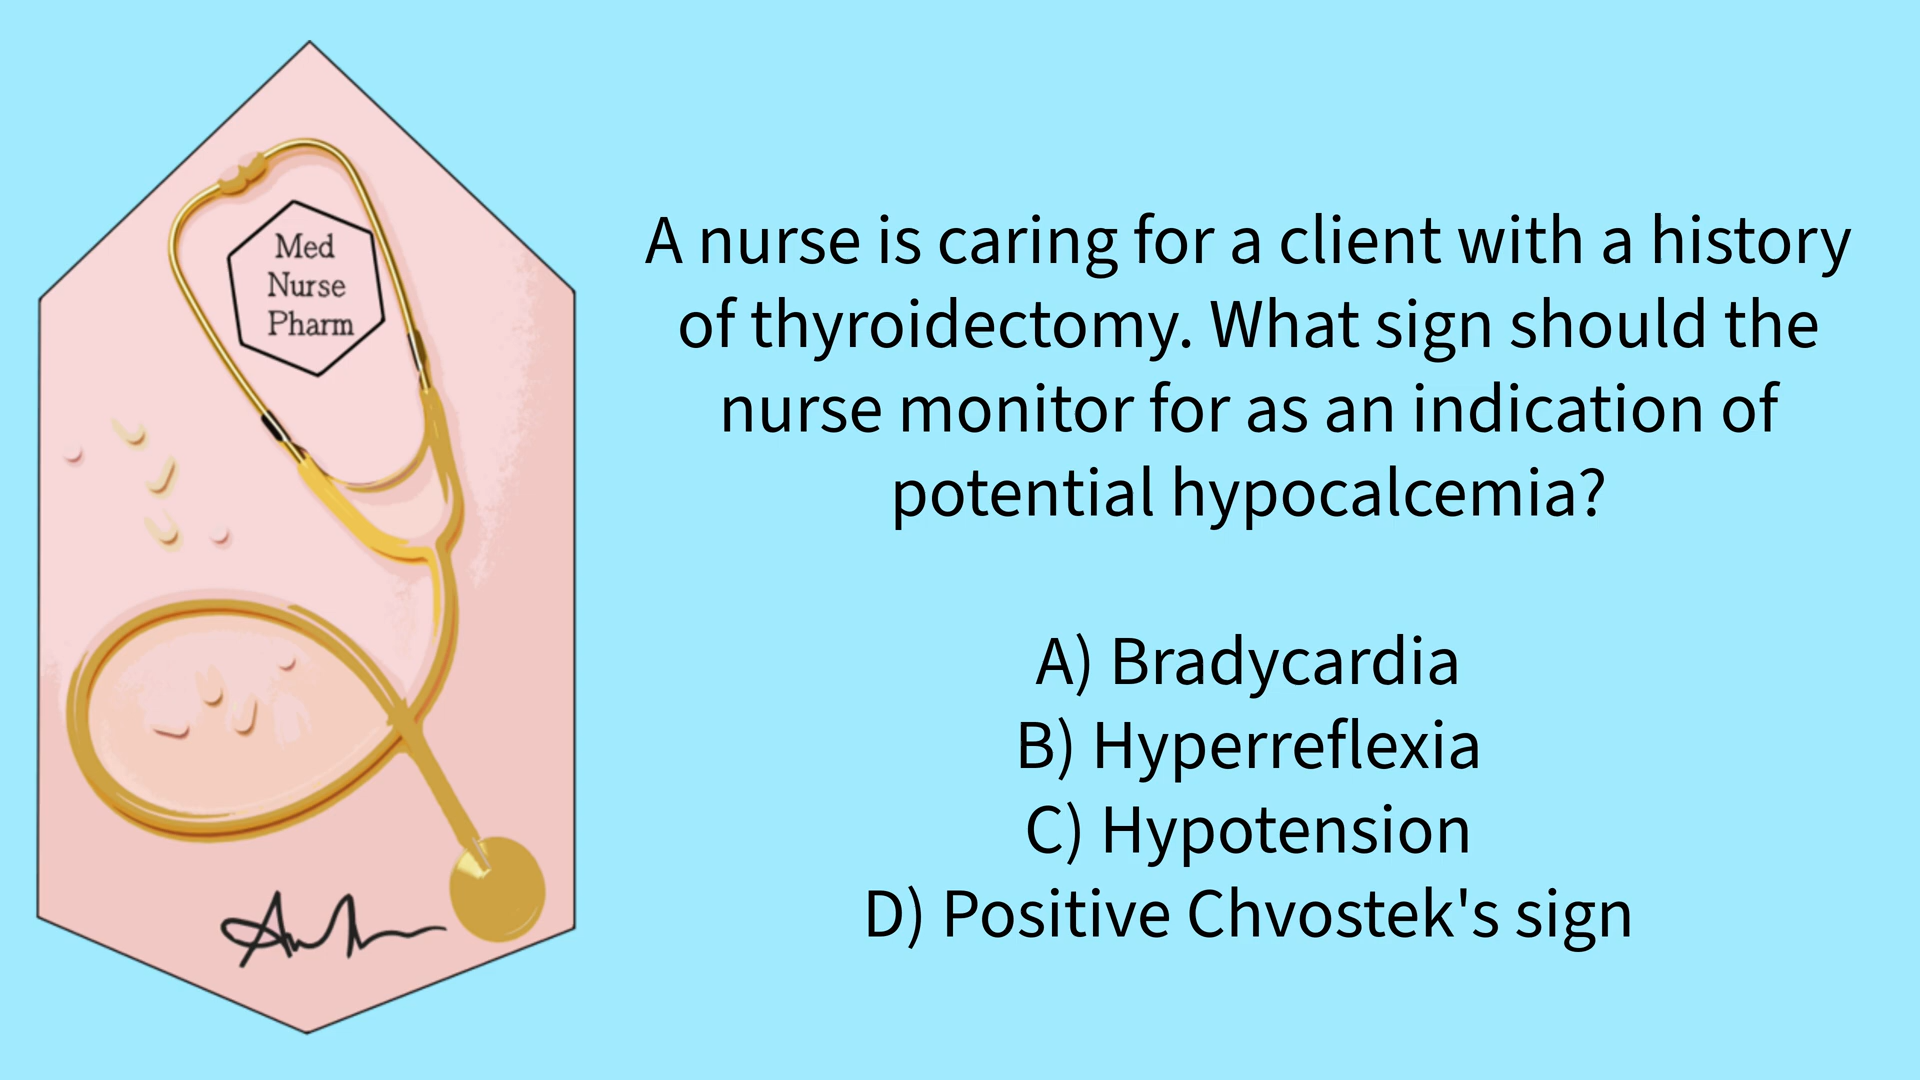 Med
Nurse
Pharm
A nurse is caring for a client with a history
of thyroidectomy. What sign should the
nurse monitor for as an indication of
potential hypocalcemia?
A) Bradycardia
B) Hyperreflexia
C) Hypotension
D) Positive Chvostek's sign